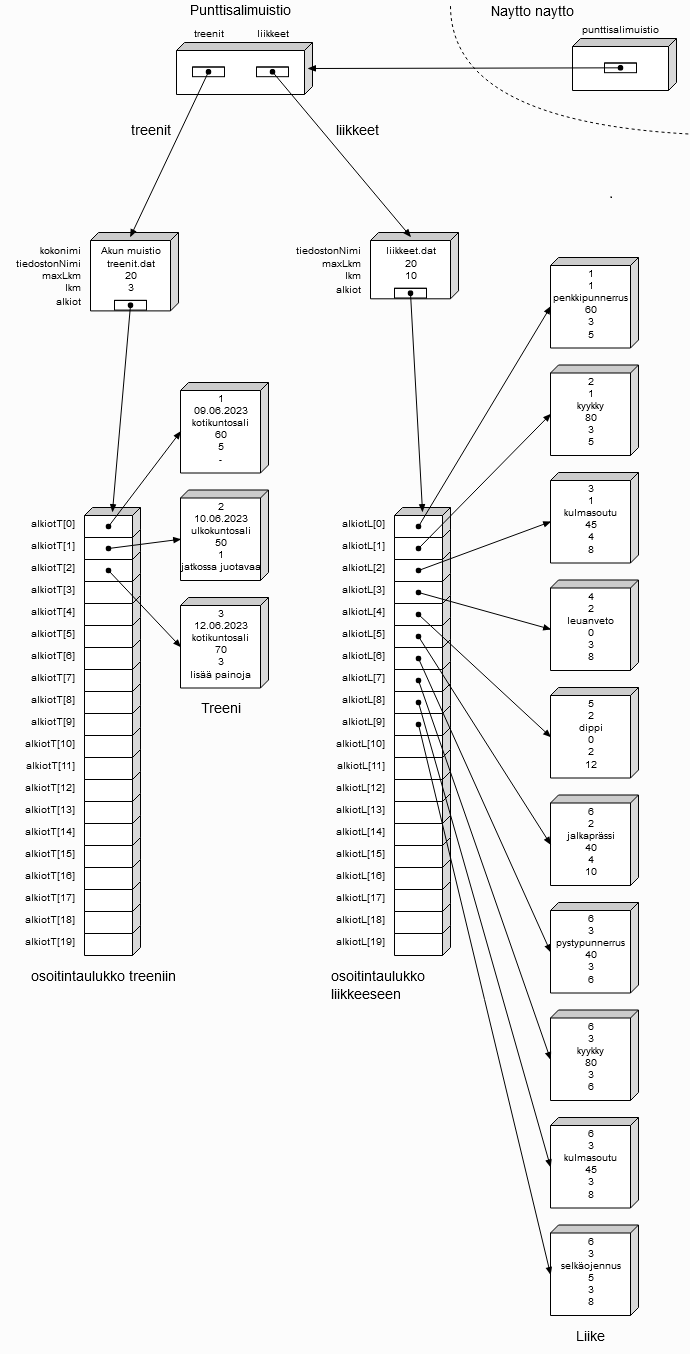 Punttisalimuistio
Naytto naytto
treenit
liikkeet
punttisalimuistio
treenit
liikkeet
kokonimi
tiedostonNimi
maxLkm
lkm
alkiot
Akun muistio
treenit.dat
20
3
tiedostonNimi
maxLkm
lkm
alkiot
liikkeet.dat
20
10
alkiotT[0]
alkiotT[1]
alkiotT[2]
alkiotT[3]
alkiotT[4]
alkiotT[5]
alkiotT[6]
alkiotT[7]
alkiotT[8]
alkiotT[9]
alkiotT[10]
alkiotT[11]
alkiotT[12]
alkiotT[13]
alkiotT[14]
alkiotT[15]
alkiotT[16]
alkiotT[17]
alkiotT[18]
alkiotT[19]
osoitintaulukko treeniin
1
09.06.2023
kotikuntosali
60
5
-
2
10.06.2023
ulkokuntosali
50
1
jatkossa juotavaa
3
12.06.2023
kotikuntosali
70
3
lisää painoja
Treeni
alkiotL[0]
alkiotL[1]
alkiotL[2]
alkiotL[3]
alkiotL[4]
alkiotL[5]
alkiotL[6]
alkiotL[7]
alkiotL[8]
alkiotL[9]
alkiotL[10]
alkiotL[11]
alkiotL[12]
alkiotL[13]
alkiotL[14]
alkiotL[15]
alkiotL[16]
alkiotL[17]
alkiotL[18]
alkiotL[19]
osoitintaulukko
liikkeeseen
1
1
penkkipunnerrus
60
3
5
2
1
kyykky
80
3
5
3
1
kulmasoutu
45
4
8
4
2
leuanveto
0
3
8
5
2
dippi
0
2
12
6
2
jalkaprässi
40
4
10
6
3
pystypunnerrus
40
3
6
6
3
kyykky
80
3
6
6
3
kulmasoutu
45
3
8
6
3
selkäojennus
5
3
8
Liike